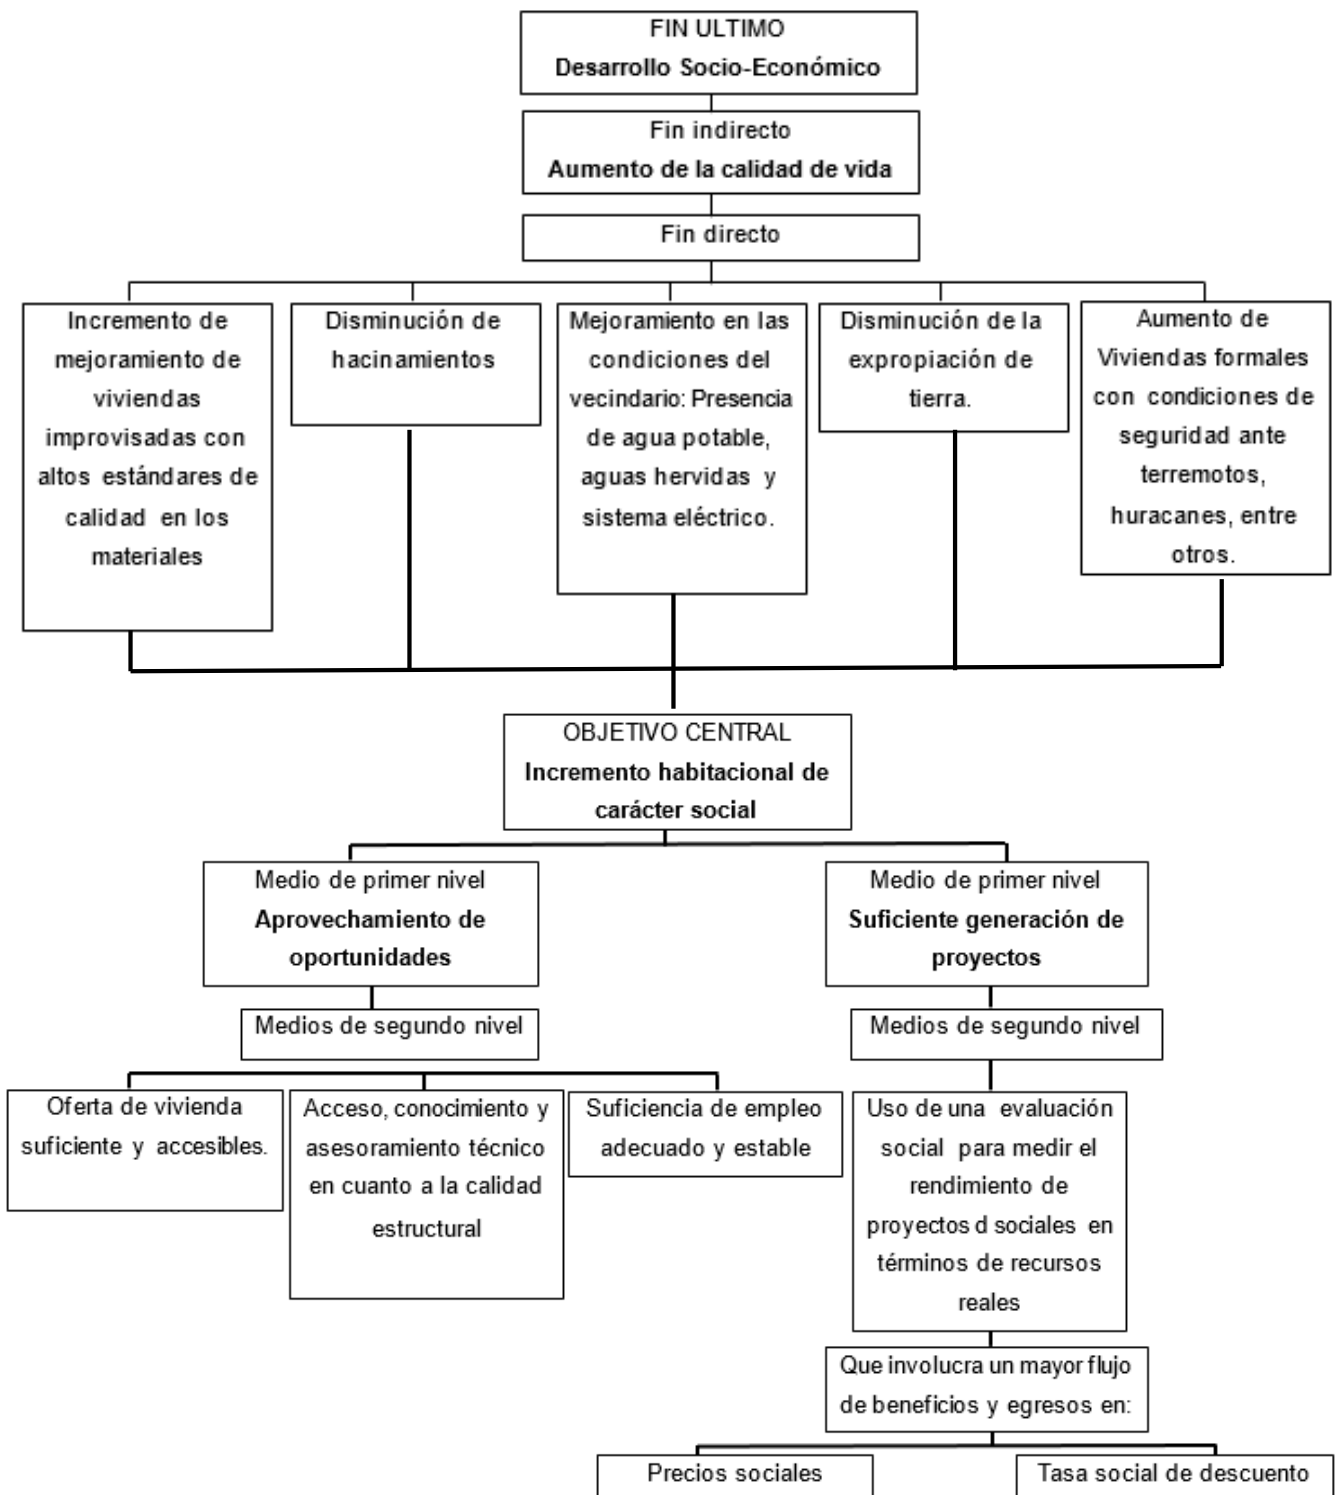 FIN ULTIMO
Desarrollo Socio-Económico
Fin indirecto
Aumento de la calidad de vida
Fin directo
Incremento de
mejoramiento de
viviendas
improvisadas con
altos estándares de
calidad en los
materiales
Disminución de
hacinamientos
Mejoramiento en las
condiciones del
vecindario: Presencia
de agua potable,
aguas hervidas y
sistema eléctrico.
Disminución de la
expropiación de
tierra.
Aumento de
Viviendas formales
con condiciones de
seguridad ante
terremotos,
huracanes, entre
otros.
OBJETIVO CENTRAL
Incremento habitacional de
carácter social
Medio de primer nivel
Aprovechamiento de
oportunidades
Medio de primer nivel
Suficiente generación de
proyectos
Medios de segundo nivel
Medios de segundo nivel
Oferta de vivienda
suficiente y accesibles.
Acceso, conocimiento y
asesoramiento técnico
en cuanto a la calidad
estructural
Suficiencia de empleo
adecuado y estable
Uso de una evaluación
social para medir el
rendimiento de
proyectos d sociales en
términos de recursos
reales
Que involucra un mayor flujo
de beneficios y egresos en:
Precios sociales
Tasa social de descuento